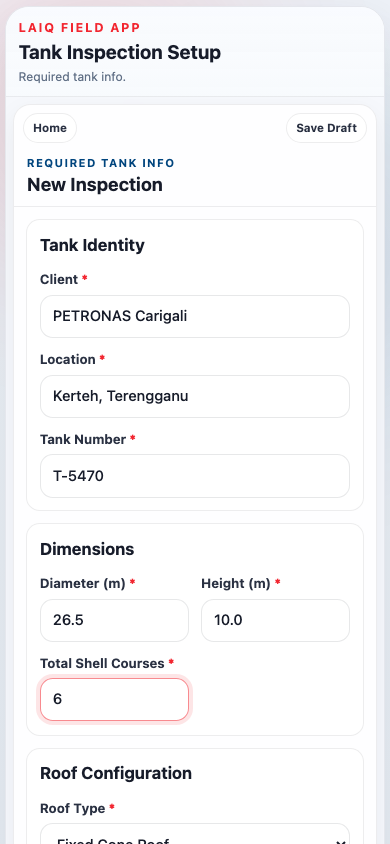 LAIQ FIELD APP
Tank Inspection Setup
Required tank info.
Home
Save Draft
REQUIRED TANK INFO
New Inspection
Tank Identity
Client *
PETRONAS Carigali
Location *
Kerteh, Terengganu
Tank Number *
T-5470
Dimensions
Diameter (m) * Height (m) *
26.5 10.0
Total Shell Courses *
6
Roof Configuration
Roof Type *
Fixed Cone Roof